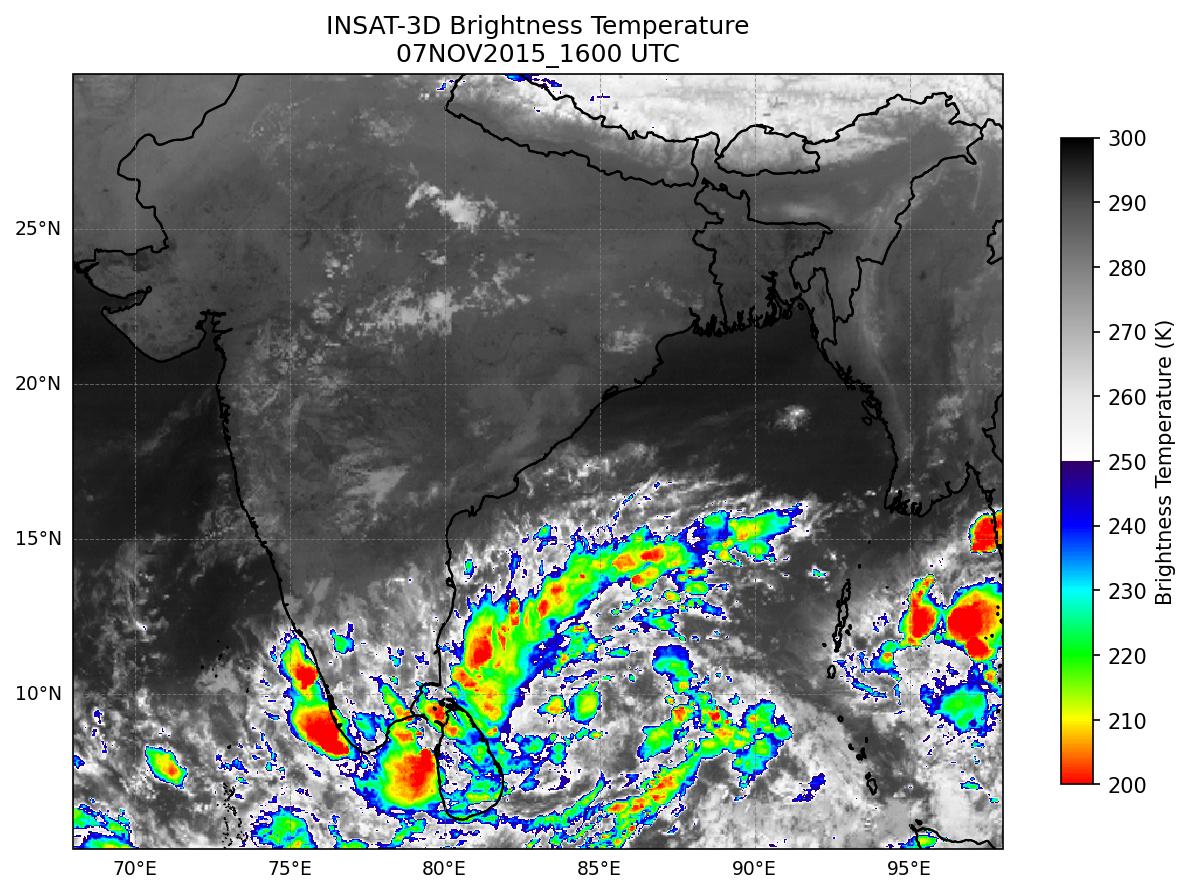 INSAT-3D Brightness Temperature
07NOV2015_1600 UTC
25°N
20°N
15°N
10°N
70°E
75°E
80°E
85°E
90°E
95°E
300
290
280
270
260
250
240
230
220
210
200
Brightness Temperature (K)